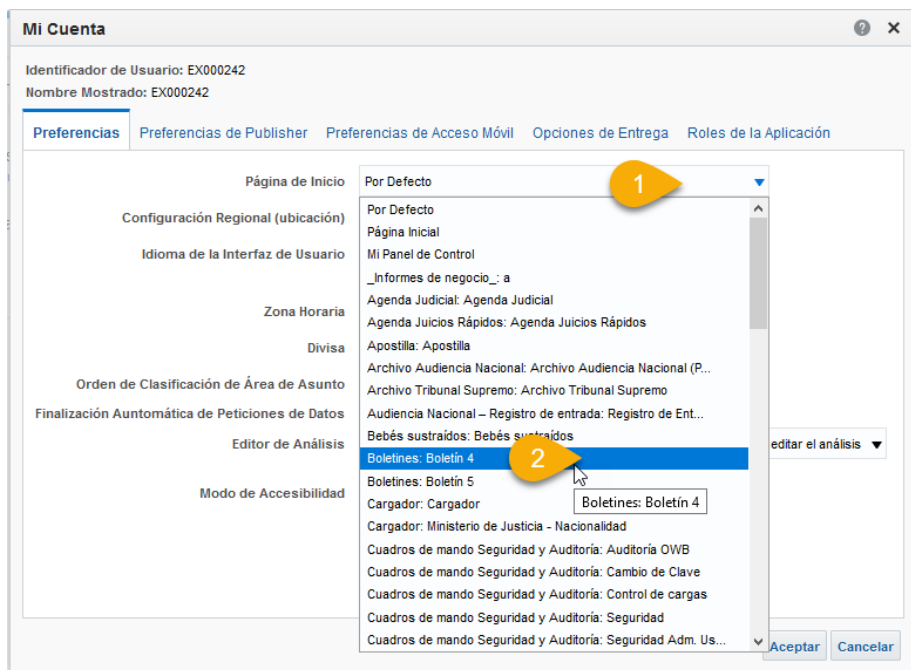 Mi Cuenta
Identificador de Usuario: EX000242
Nombre Mostrado: EX000242
Preferencias Preferencias de Publisher Preferencias de Acceso Móvil Opciones de Entrega Roles de la Aplicación
Página de Inicio Por Defecto 1
Configuración Regional (ubicación)
Idioma de la Interfaz de Usuario
Zona Horaria
Divisa
Orden de Clasificación de Área de Asunto
Finalización Auntomática de Peticiones de Datos
Editor de Análisis editar el análisis
Modo de Accesibilidad
Por Defecto
Página Inicial
Mi Panel de Control
_Informes de negocio_: a
Agenda Judicial: Agenda Judicial
Agenda Juicios Rápidos: Agenda Juicios Rápidos
Apostilla: Apostilla
Archivo Audiencia Nacional: Archivo Audiencia Nacional (P...
Archivo Tribunal Supremo: Archivo Tribunal Supremo
Audiencia Nacional – Registro de entrada: Registro de Ent...
Bebés sustraídos: Bebés sustraídos
Boletines: Boletín 4 2
Boletines: Boletín 5
Boletines: Boletín 4
Cargador: Cargador
Cargador: Ministerio de Justicia - Nacionalidad
Cuadros de mando Seguridad y Auditoría: Auditoría OWB
Cuadros de mando Seguridad y Auditoría: Cambio de Clave
Cuadros de mando Seguridad y Auditoría: Control de cargas
Cuadros de mando Seguridad y Auditoría: Seguridad
Cuadros de mando Seguridad y Auditoría: Seguridad Adm. Us...
Aceptar Cancelar